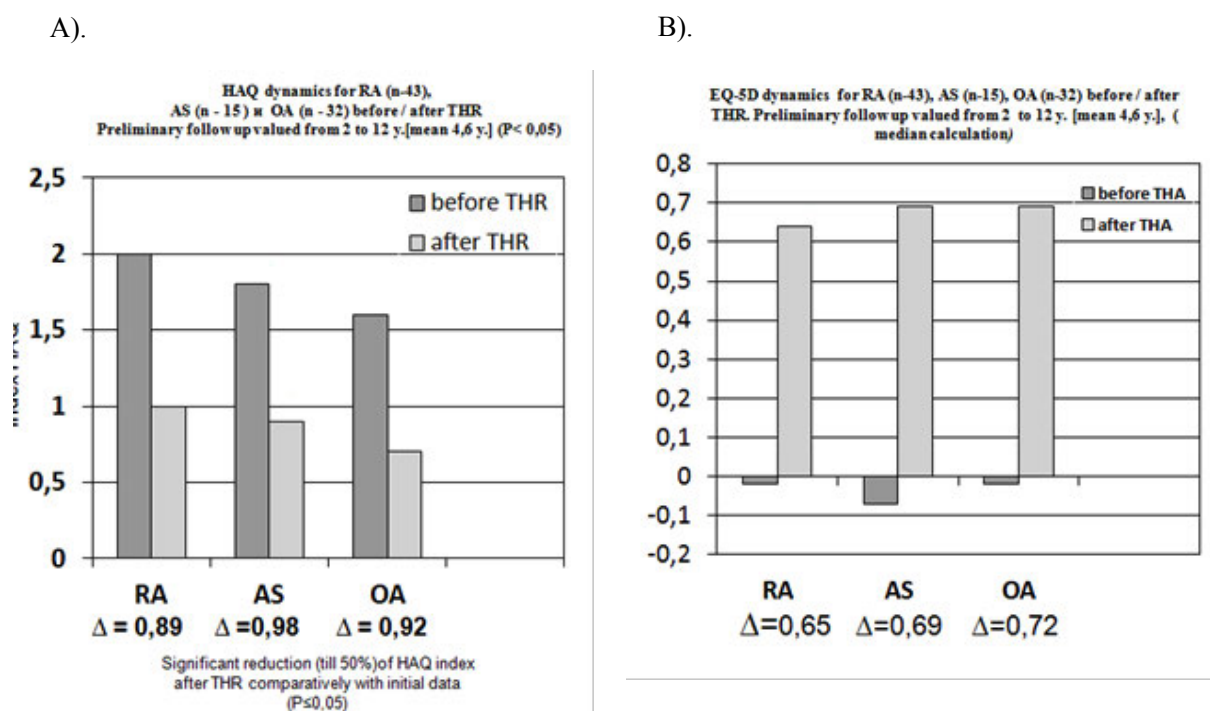 A).
HAQ dynamics for RA (n-43),
AS (n - 15) и OA (n - 32) before / after THR
Preliminary follow up valued from 2 to 12 y.[mean 4,6 y.] (P< 0,05)
2,5
2
1,5
1
0,5
0
before THR
after THR
RA
AS
OA
Δ = 0,89
Δ =0,98
Δ = 0,92
Significant reduction (till 50%)of HAQ index
after THR comparatively with initial data
(P≤0,05)
B).
EQ-5D dynamics for RA (n-43), AS (n-15), OA (n-32) before / after
THR. Preliminary follow up valued from 2 to 12 y. [mean 4,6 y.], (
median calculation)
0,8
0,7
0,6
0,5
0,4
0,3
0,2
0,1
0
-0,1
-0,2
before THA
after THA
RA
AS
OA
Δ=0,65
Δ=0,69
Δ=0,72